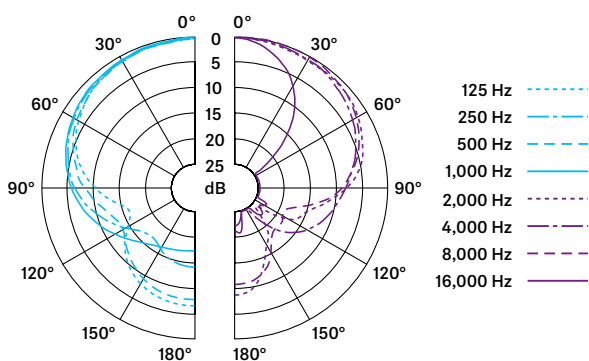 0° 0°
30° 0 30°
5
60° 10 60°
15
20
25
90° dB 90°
120° 120°
150° 150°
180° 180°
125 Hz
250 Hz
500 Hz
1,000 Hz
2,000 Hz
4,000 Hz
8,000 Hz
16,000 Hz